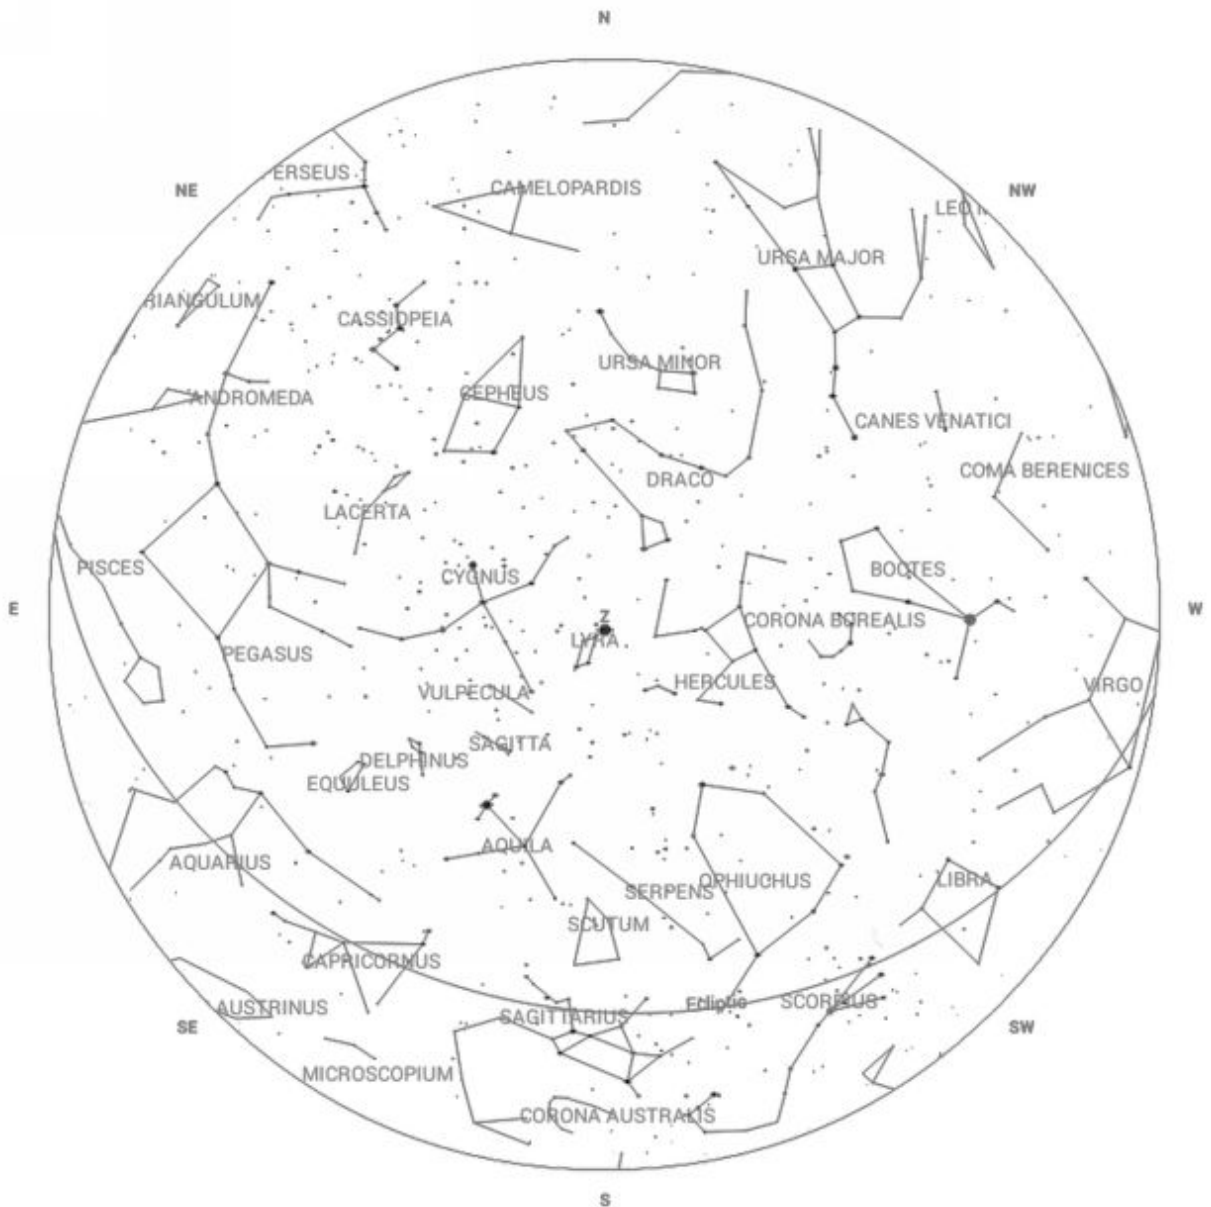 N
ERSEUS
CAMELOPARDIS
NE
NW
LEO
URSA MAJOR
RIANGULUM
CASSIOPEIA
URSA MINOR
CEPHEUS
ANDROMEDA
CANES VENATICI
COMA BERENICES
DRACO
LACERTA
PISCES
CYGNUS
BOOTES
E
Z
W
CORONA BOREALIS
LYRA
PEGASUS
HERCULES
VIRGO
VULPECULA
SAGITTA
DELPHINUS
EQUULEUS
AQUILA
AQUARIUS
OPHIUCHUS
LIBRA
SERPENS
SCUTUM
CAPRICORNUS
AUSTRINUS
Ecliptic
SCORPIUS
SAGITTARIUS
SE
SW
MICROSCOPIUM
CORONA AUSTRALIS
S